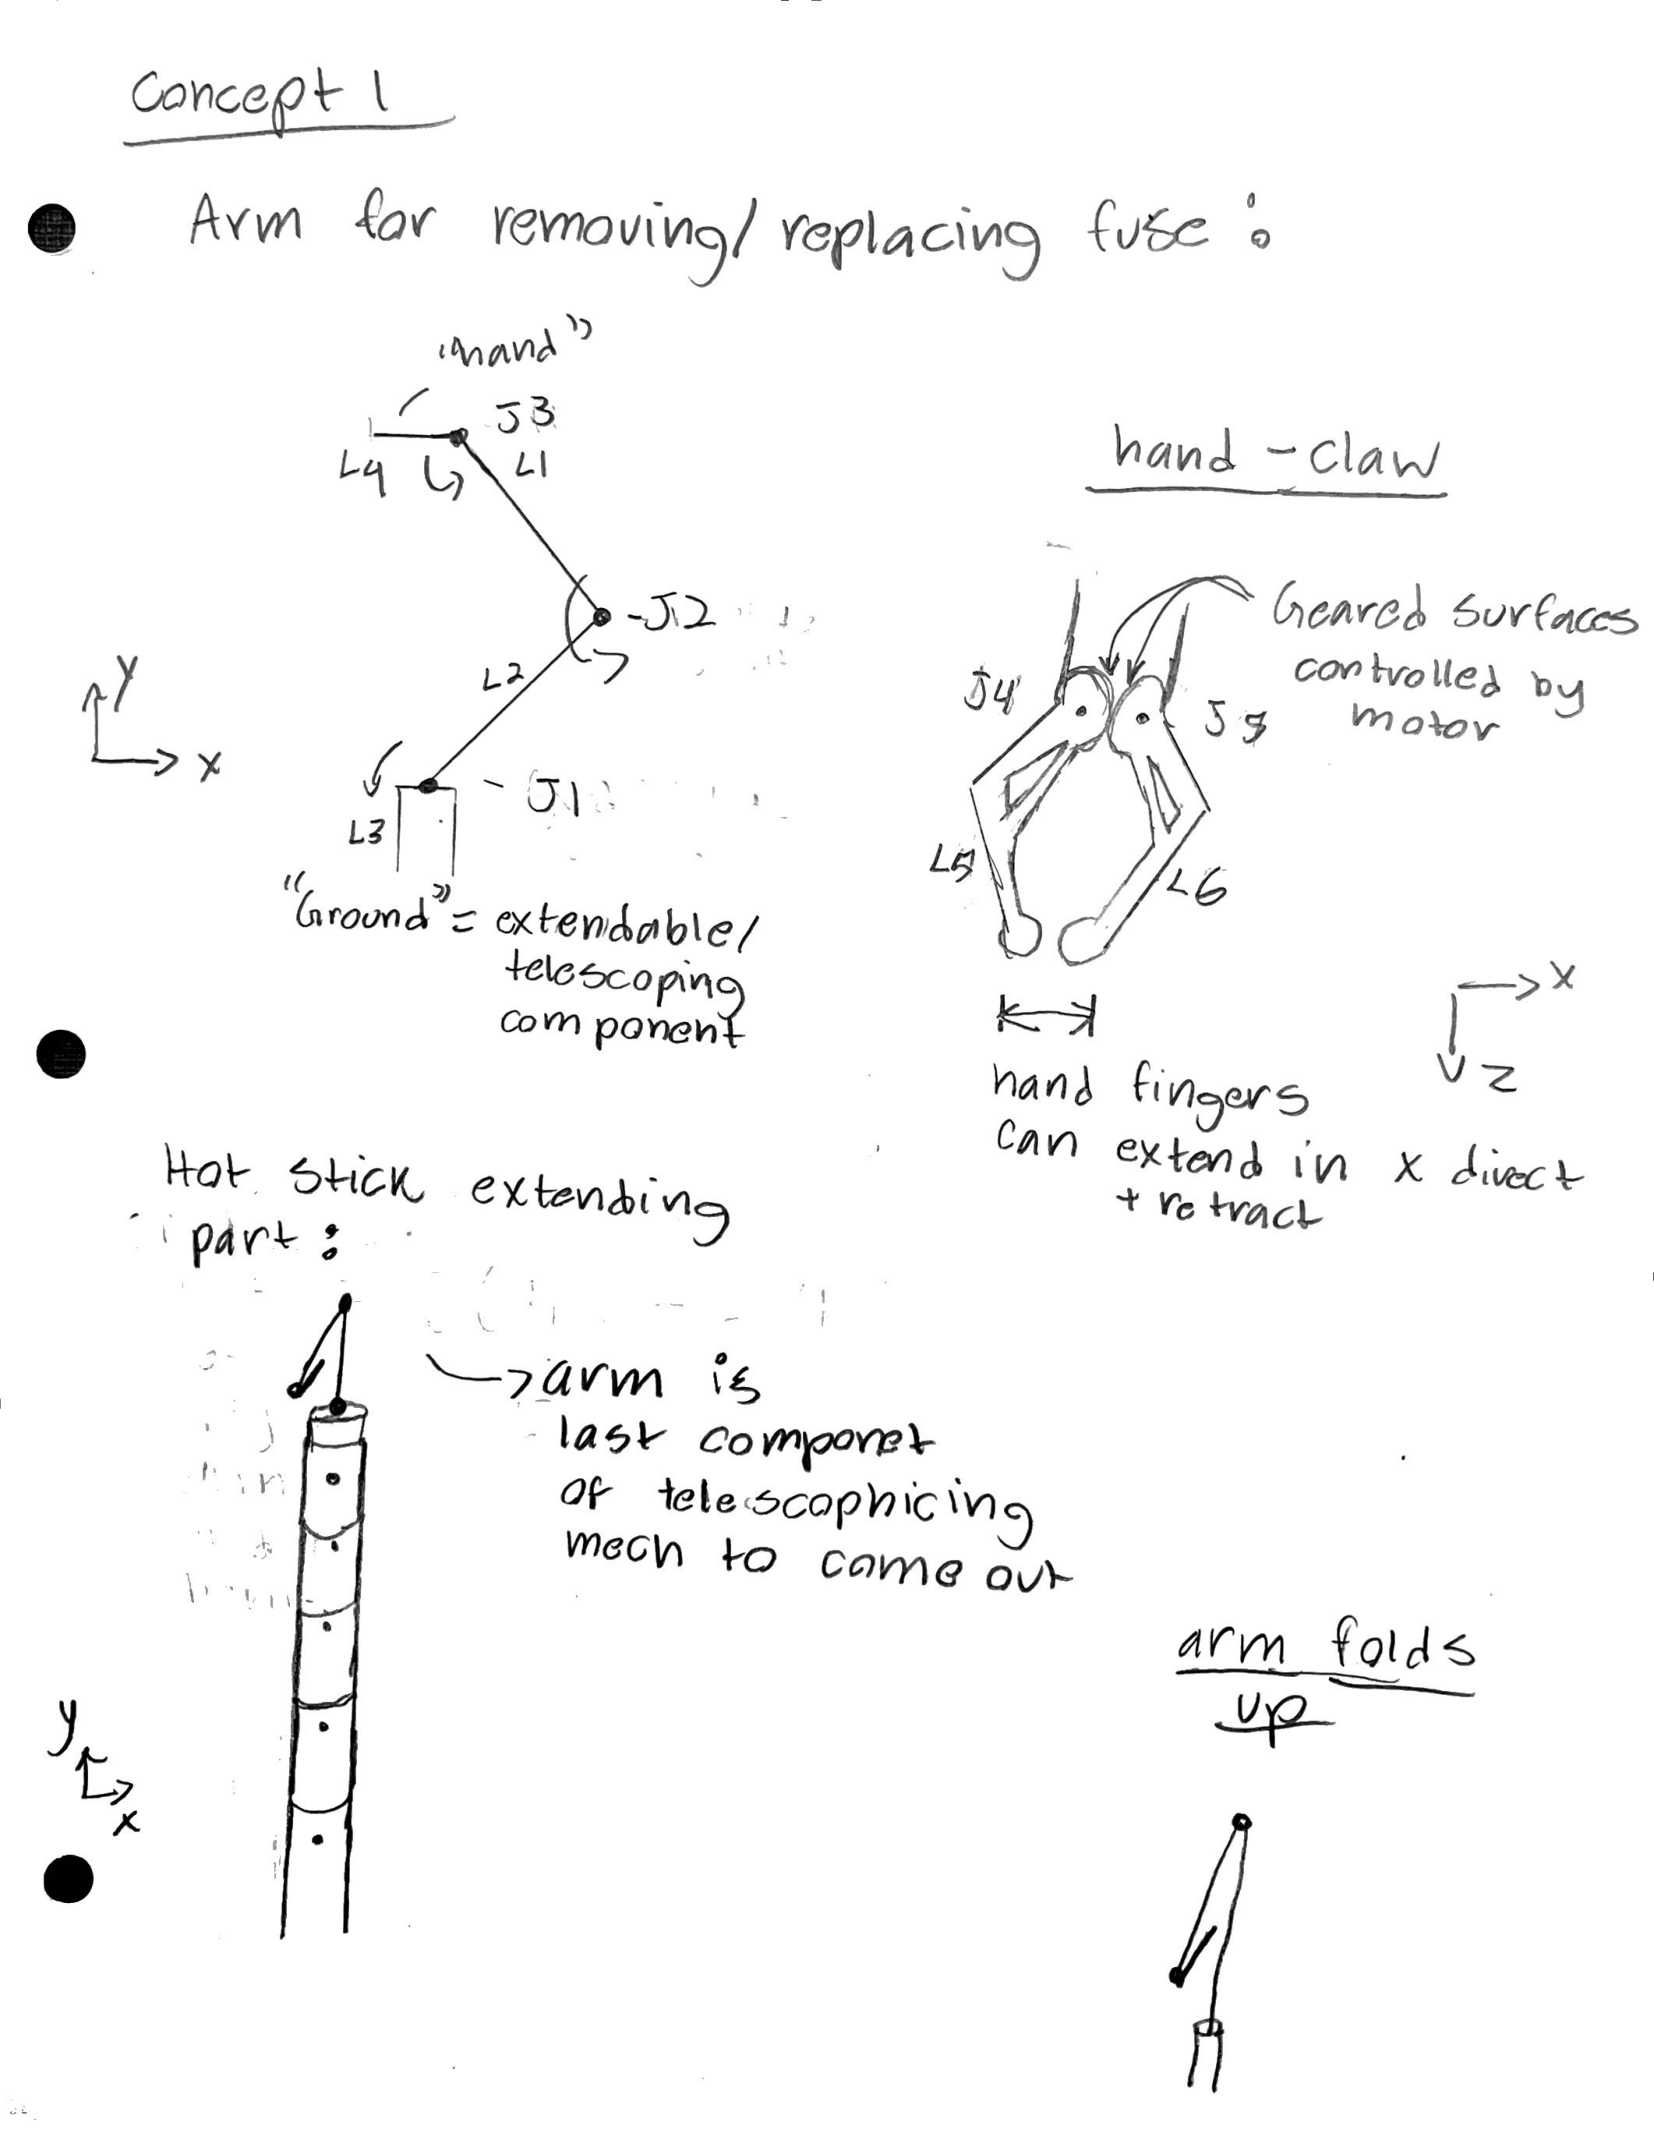 Concept 1
Arm for removing/replacing fuse :
"hand"
J3
L4
L1
-J2
L2
y
x
- J1
L3
"Ground" = extendable/
telescoping
component
hand - claw
Geared surfaces
controlled by
motor
J4
J5
L5
L6
x
z
hand fingers
can extend in x direct
+ retract
Hot stick extending
part :
arm is
last componet
of telescophicing
mech to come out
y
x
arm folds
up